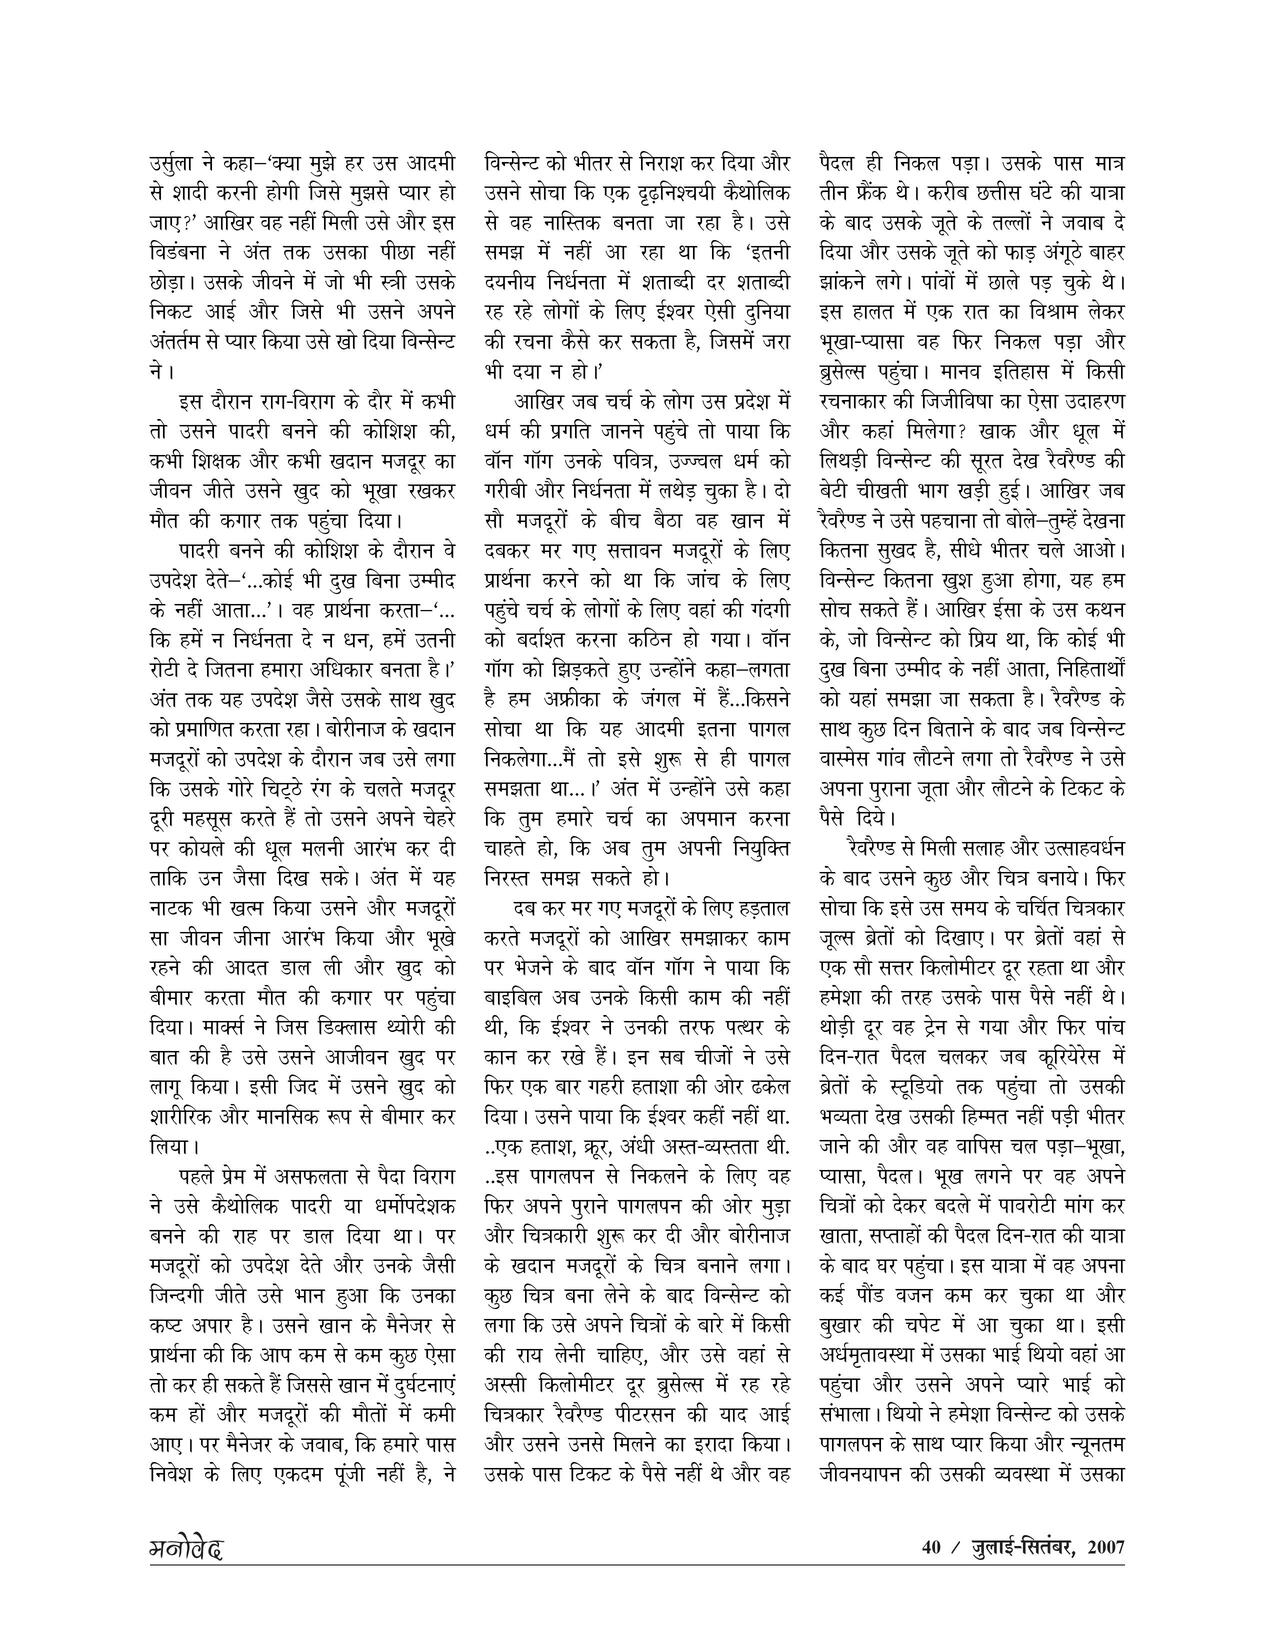 उर्सुला ने कहा–‘क्या मुझे हर उस आदमी
से शादी करनी होगी जिसे मुझसे प्यार हो
जाए?’ आखिर वह नहीं मिली उसे और इस
विडंबना ने अंत तक उसका पीछा नहीं
छोड़ा। उसके जीवने में जो भी स्त्री उसके
निकट आई और जिसे भी उसने अपने
अंतर्तम से प्यार किया उसे खो दिया विन्सेन्ट
ने।
इस दौरान राग-विराग के दौर में कभी
तो उसने पादरी बनने की कोशिश की,
कभी शिक्षक और कभी खदान मजदूर का
जीवन जीते उसने खुद को भूखा रखकर
मौत की कगार तक पहुंचा दिया।
पादरी बनने की कोशिश के दौरान वे
उपदेश देते–‘...कोई भी दुख बिना उम्मीद
के नहीं आता...’। वह प्रार्थना करता–‘...
कि हमें न निर्धनता दे न धन, हमें उतनी
रोटी दे जितना हमारा अधिकार बनता है।’
अंत तक यह उपदेश जैसे उसके साथ खुद
को प्रमाणित करता रहा। बोरीनाज के खदान
मजदूरों को उपदेश के दौरान जब उसे लगा
कि उसके गोरे चिट्ठे रंग के चलते मजदूर
दूरी महसूस करते हैं तो उसने अपने चेहरे
पर कोयले की धूल मलनी आरंभ कर दी
ताकि उन जैसा दिख सके। अंत में यह
नाटक भी खत्म किया उसने और मजदूरों
सा जीवन जीना आरंभ किया और भूखे
रहने की आदत डाल ली और खुद को
बीमार करता मौत की कगार पर पहुंचा
दिया। मार्क्स ने जिस डिक्लास थ्योरी की
बात की है उसे उसने आजीवन खुद पर
लागू किया। इसी जिद में उसने खुद को
शारीरिक और मानसिक रूप से बीमार कर
लिया।
पहले प्रेम में असफलता से पैदा विराग
ने उसे कैथोलिक पादरी या धर्मोपदेशक
बनने की राह पर डाल दिया था। पर
मजदूरों को उपदेश देते और उनके जैसी
जिन्दगी जीते उसे भान हुआ कि उनका
कष्ट अपार है। उसने खान के मैनेजर से
प्रार्थना की कि आप कम से कम कुछ ऐसा
तो कर ही सकते हैं जिससे खान में दुर्घटनाएं
कम हों और मजदूरों की मौतों में कमी
आए। पर मैनेजर के जवाब, कि हमारे पास
निवेश के लिए एकदम पूंजी नहीं है, ने
विन्सेन्ट को भीतर से निराश कर दिया और
उसने सोचा कि एक दृढ़निश्चयी कैथोलिक
से वह नास्तिक बनता जा रहा है। उसे
समझ में नहीं आ रहा था कि ‘इतनी
दयनीय निर्धनता में शताब्दी दर शताब्दी
रह रहे लोगों के लिए ईश्वर ऐसी दुनिया
की रचना कैसे कर सकता है, जिसमें जरा
भी दया न हो।’
आखिर जब चर्च के लोग उस प्रदेश में
धर्म की प्रगति जानने पहुंचे तो पाया कि
वॉन गॉग उनके पवित्र, उज्ज्वल धर्म को
गरीबी और निर्धनता में लथेड़ चुका है। दो
सौ मजदूरों के बीच बैठा वह खान में
दबकर मर गए सत्तावन मजदूरों के लिए
प्रार्थना करने को था कि जांच के लिए
पहुंचे चर्च के लोगों के लिए वहां की गंदगी
को बर्दाश्त करना कठिन हो गया। वॉन
गॉग को झिड़कते हुए उन्होंने कहा–लगता
है हम अफ्रीका के जंगल में हैं...किसने
सोचा था कि यह आदमी इतना पागल
निकलेगा...मैं तो इसे शुरू से ही पागल
समझता था...।’ अंत में उन्होंने उसे कहा
कि तुम हमारे चर्च का अपमान करना
चाहते हो, कि अब तुम अपनी नियुक्ति
निरस्त समझ सकते हो।
दब कर मर गए मजदूरों के लिए हड़ताल
करते मजदूरों को आखिर समझाकर काम
पर भेजने के बाद वॉन गॉग ने पाया कि
बाइबिल अब उनके किसी काम की नहीं
थी, कि ईश्वर ने उनकी तरफ पत्थर के
कान कर रखे हैं। इन सब चीजों ने उसे
फिर एक बार गहरी हताशा की ओर ढकेल
दिया। उसने पाया कि ईश्वर कहीं नहीं था.
..एक हताश, क्रूर, अंधी अस्त-व्यस्तता थी.
..इस पागलपन से निकलने के लिए वह
फिर अपने पुराने पागलपन की ओर मुड़ा
और चित्रकारी शुरू कर दी और बोरीनाज
के खदान मजदूरों के चित्र बनाने लगा।
कुछ चित्र बना लेने के बाद विन्सेन्ट को
लगा कि उसे अपने चित्रों के बारे में किसी
की राय लेनी चाहिए, और उसे वहां से
अस्सी किलोमीटर दूर ब्रुसेल्स में रह रहे
चित्रकार रैवरैण्ड पीटरसन की याद आई
और उसने उनसे मिलने का इरादा किया।
उसके पास टिकट के पैसे नहीं थे और वह
पैदल ही निकल पड़ा। उसके पास मात्र
तीन फ्रैंक थे। करीब छत्तीस घंटे की यात्रा
के बाद उसके जूते के तल्लों ने जवाब दे
दिया और उसके जूते को फाड़ अंगूठे बाहर
झांकने लगे। पांवों में छाले पड़ चुके थे।
इस हालत में एक रात का विश्राम लेकर
भूखा-प्यासा वह फिर निकल पड़ा और
ब्रुसेल्स पहुंचा। मानव इतिहास में किसी
रचनाकार की जिजीविषा का ऐसा उदाहरण
और कहां मिलेगा? खाक और धूल में
लिथड़ी विन्सेन्ट की सूरत देख रैवरैण्ड की
बेटी चीखती भाग खड़ी हुई। आखिर जब
रैवरैण्ड ने उसे पहचाना तो बोले–तुम्हें देखना
कितना सुखद है, सीधे भीतर चले आओ।
विन्सेन्ट कितना खुश हुआ होगा, यह हम
सोच सकते हैं। आखिर ईसा के उस कथन
के, जो विन्सेन्ट को प्रिय था, कि कोई भी
दुख बिना उम्मीद के नहीं आता, निहितार्थों
को यहां समझा जा सकता है। रैवरैण्ड के
साथ कुछ दिन बिताने के बाद जब विन्सेन्ट
वास्मेस गांव लौटने लगा तो रैवरैण्ड ने उसे
अपना पुराना जूता और लौटने के टिकट के
पैसे दिये।
रैवरैण्ड से मिली सलाह और उत्साहवर्धन
के बाद उसने कुछ और चित्र बनाये। फिर
सोचा कि इसे उस समय के चर्चित चित्रकार
जूल्स ब्रेतों को दिखाए। पर ब्रेतों वहां से
एक सौ सत्तर किलोमीटर दूर रहता था और
हमेशा की तरह उसके पास पैसे नहीं थे।
थोड़ी दूर वह ट्रेन से गया और फिर पांच
दिन-रात पैदल चलकर जब कूरियेरेस में
ब्रेतों के स्टूडियो तक पहुंचा तो उसकी
भव्यता देख उसकी हिम्मत नहीं पड़ी भीतर
जाने की और वह वापिस चल पड़ा–भूखा,
प्यासा, पैदल। भूख लगने पर वह अपने
चित्रों को देकर बदले में पावरोटी मांग कर
खाता, सप्ताहों की पैदल दिन-रात की यात्रा
के बाद घर पहुंचा। इस यात्रा में वह अपना
कई पौंड वजन कम कर चुका था और
बुखार की चपेट में आ चुका था। इसी
अर्धमृतावस्था में उसका भाई थियो वहां आ
पहुंचा और उसने अपने प्यारे भाई को
संभाला। थियो ने हमेशा विन्सेन्ट को उसके
पागलपन के साथ प्यार किया और न्यूनतम
जीवनयापन की उसकी व्यवस्था में उसका
मनोवेद
40 / जुलाई-सितंबर, 2007